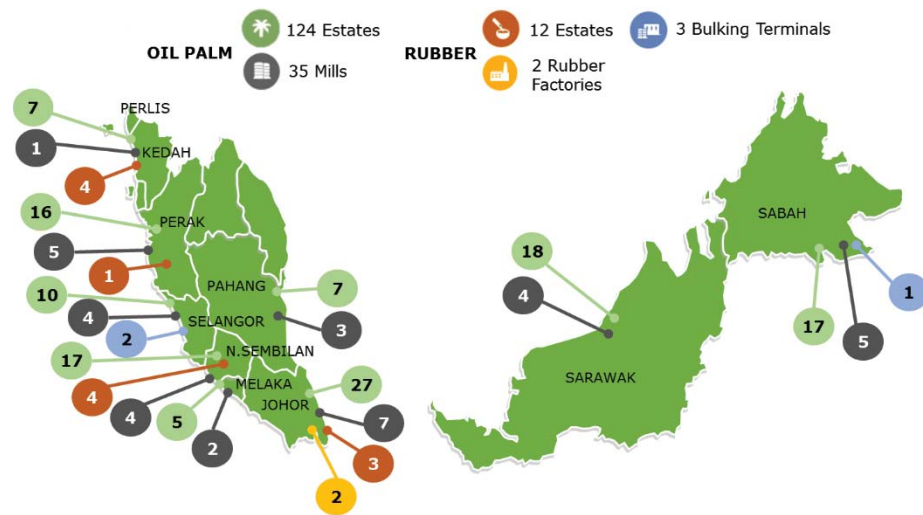 124 Estates
OIL PALM
35 Mills
RUBBER
12 Estates
2 Rubber
Factories
3 Bulking Terminals
PERLIS
7
1
KEDAH
4
16
PERAK
5
1
PAHANG
7
10
4
SELANGOR
3
2
17
N.SEMBILAN
4
MELAKA
27
4
5
JOHOR
7
2
3
2
18
4
SARAWAK
SABAH
17
5
1